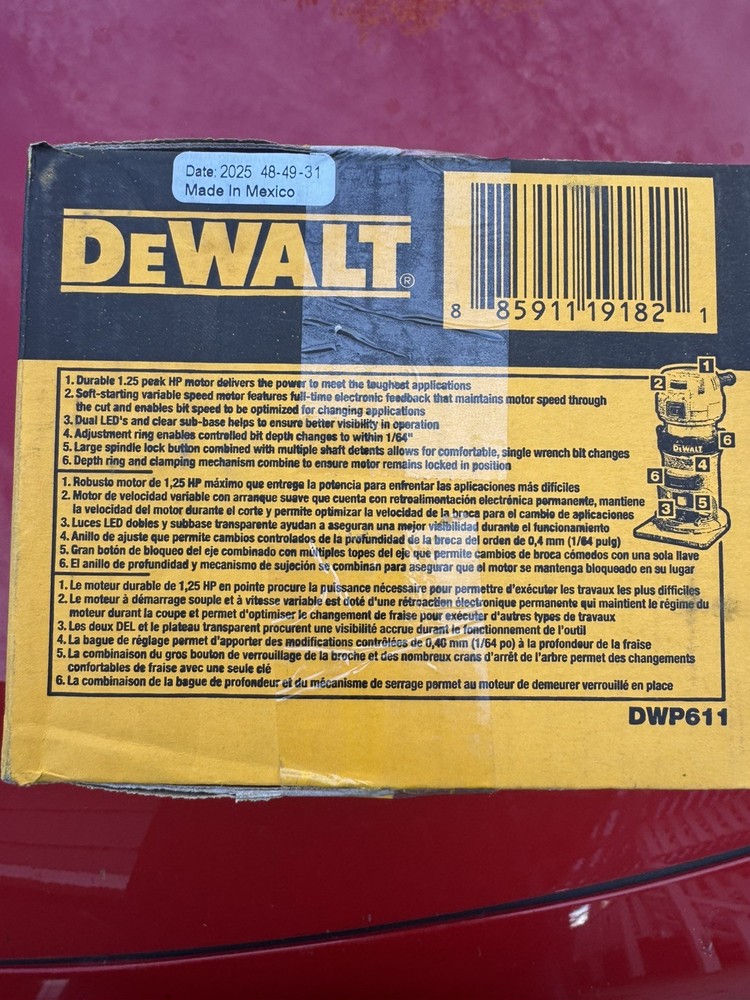 Date: 2025 48-49-31
Made In Mexico
DEWALT®
8 85911 19182 1
1. Durable 1.25 peak HP motor delivers the power to meet the toughest applications
2. Soft-starting variable speed motor features full-time electronic feedback that maintains motor speed through
the cut and enables bit speed to be optimized for changing applications
3. Dual LED's and clear sub-base helps to ensure better visibility in operation
4. Adjustment ring enables controlled bit depth changes to within 1/64"
5. Large spindle lock button combined with multiple shaft detents allows for comfortable, single wrench bit changes
6. Depth ring and clamping mechanism combine to ensure motor remains locked in position
1. Robusto motor de 1,25 HP máximo que entrega la potencia para enfrentar las aplicaciones más difíciles
2. Motor de velocidad variable con arranque suave que cuenta con retroalimentación electrónica permanente, mantiene
la velocidad del motor durante el corte y permite optimizar la velocidad de la broca para el cambio de aplicaciones
3. Luces LED dobles y subbase transparente ayudan a aseguran una mejor visibilidad durante el funcionamiento
4. Anillo de ajuste que permite cambios controlados de la profundidad de la broca del orden de 0,4 mm (1/64 pulg)
5. Gran botón de bloqueo del eje combinado con múltiples topes del eje que permite cambios de broca cómodos con una sola llave
6. El anillo de profundidad y mecanismo de sujeción se combinan para asegurar que el motor se mantenga bloqueado en su lugar
1. Le moteur durable de 1,25 HP en pointe procure la puissance nécessaire pour permettre d'exécuter les travaux les plus difficiles
2. Le moteur à démarrage souple et à vitesse variable est doté d'une rétroaction électronique permanente qui maintient le régime du
moteur durant la coupe et permet d'optimiser le changement de fraise pour exécuter d'autres types de travaux
3. Les deux DEL et le plateau transparent procurent une visibilité accrue durant le fonctionnement de l'outil
4. La bague de réglage permet d'apporter des modifications contrôlées de 0,40 mm (1/64 po) à la profondeur de la fraise
5. La combinaison du gros bouton de verrouillage de la broche et des nombreux crans d'arrêt de l'arbre permet des changements
confortables de fraise avec une seule clé
6. La combinaison de la bague de profondeur et du mécanisme de serrage permet au moteur de demeurer verrouillé en place
1
2
6
DEWALT
4
6
5
3
DWP611